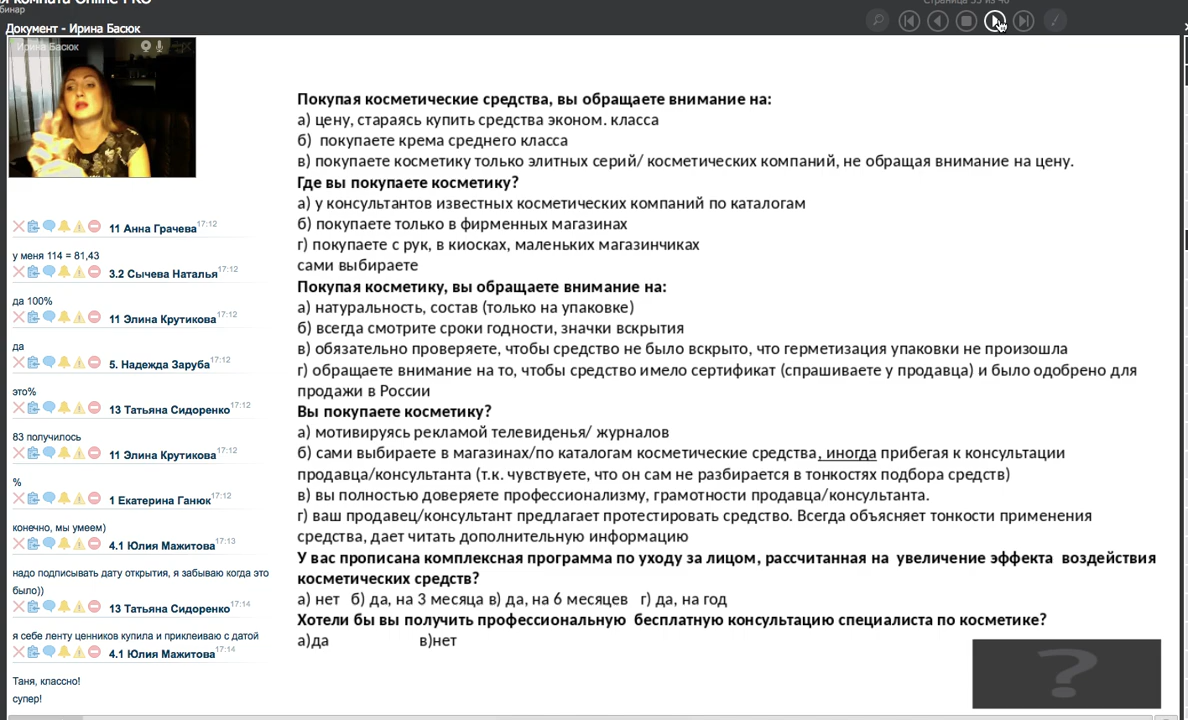 я комната Online PRO
бинар
Страница 35 из 40
Документ - Ирина Басюк
Ирина Басюк
11 Анна Грачева 17:12
у меня 114 = 81,43
3.2 Сычева Наталья 17:12
да 100%
11 Элина Крутикова 17:12
да
5. Надежда Заруба 17:12
это%
13 Татьяна Сидоренко 17:12
83 получилось
11 Элина Крутикова 17:12
%
1 Екатерина Ганюк 17:12
конечно, мы умеем)
4.1 Юлия Мажитова 17:13
надо подписывать дату открытия, я забываю когда это
было))
13 Татьяна Сидоренко 17:14
я себе ленту ценников купила и приклеиваю с датой
4.1 Юлия Мажитова 17:14
Таня, классно!
супер!
Покупая косметические средства, вы обращаете внимание на:
а) цену, стараясь купить средства эконом. класса
б) покупаете крема среднего класса
в) покупаете косметику только элитных серий/ косметических компаний, не обращая внимание на цену.
Где вы покупаете косметику?
а) у консультантов известных косметических компаний по каталогам
б) покупаете только в фирменных магазинах
г) покупаете с рук, в киосках, маленьких магазинчиках
сами выбираете
Покупая косметику, вы обращаете внимание на:
а) натуральность, состав (только на упаковке)
б) всегда смотрите сроки годности, значки вскрытия
в) обязательно проверяете, чтобы средство не было вскрыто, что герметизация упаковки не произошла
г) обращаете внимание на то, чтобы средство имело сертификат (спрашиваете у продавца) и было одобрено для
продажи в России
Вы покупаете косметику?
а) мотивируясь рекламой телевиденья/ журналов
б) сами выбираете в магазинах/по каталогам косметические средства, иногда прибегая к консультации
продавца/консультанта (т.к. чувствуете, что он сам не разбирается в тонкостях подбора средств)
в) вы полностью доверяете профессионализму, грамотности продавца/консультанта.
г) ваш продавец/консультант предлагает протестировать средство. Всегда объясняет тонкости применения
средства, дает читать дополнительную информацию
У вас прописана комплексная программа по уходу за лицом, рассчитанная на увеличение эффекта воздействия
косметических средств?
а) нет б) да, на 3 месяца в) да, на 6 месяцев г) да, на год
Хотели бы вы получить профессиональную бесплатную консультацию специалиста по косметике?
а)да в)нет
?